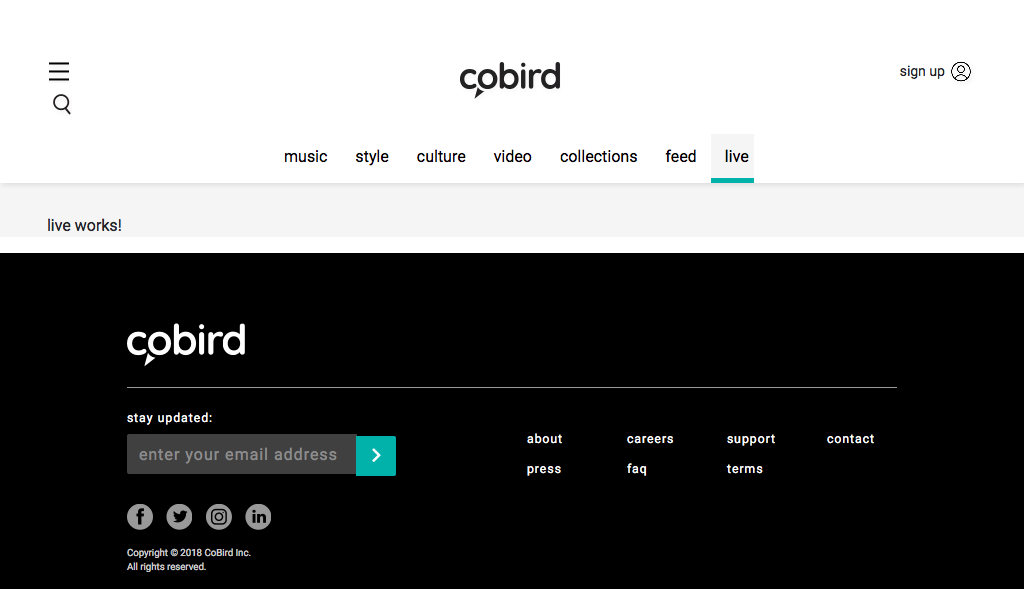 cobird
sign up
music style culture video collections feed live
live works!
cobird
stay updated:
enter your email address
about careers support contact
press faq terms
Copyright © 2018 CoBird Inc.
All rights reserved.